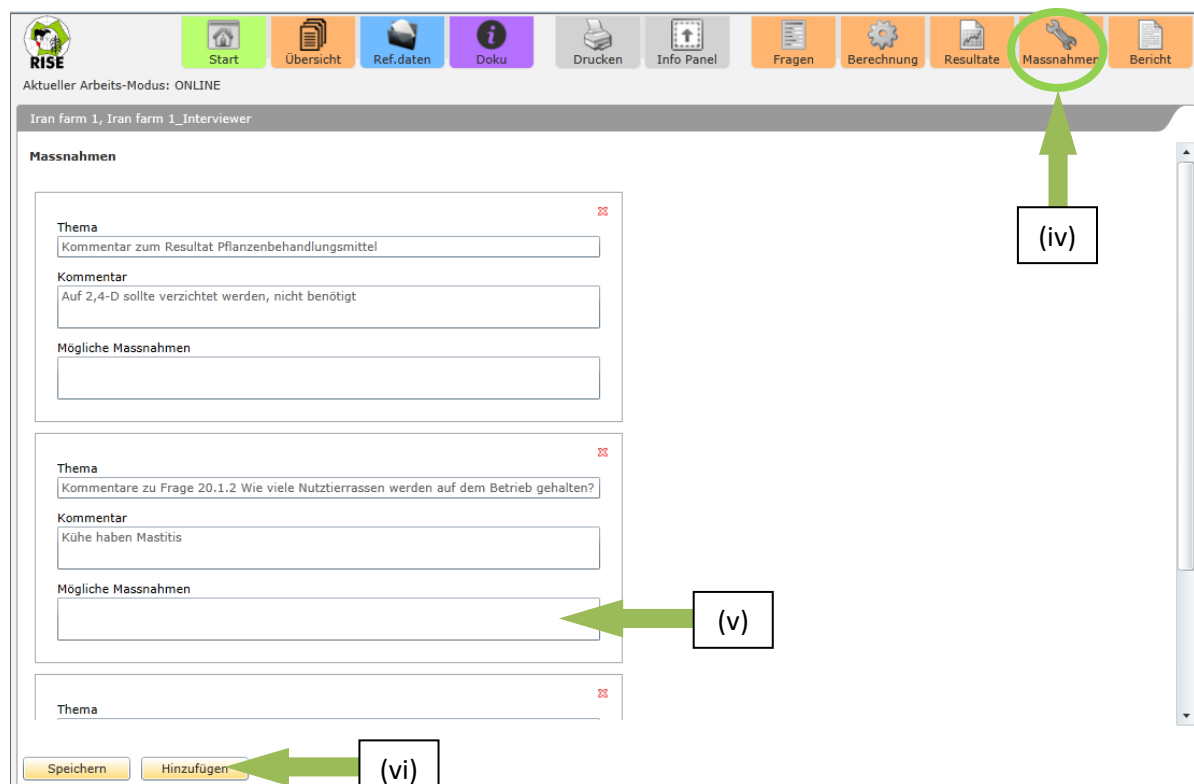 RISE
Start
Übersicht
Ref.daten
Doku
Drucken
Info Panel
Fragen
Berechnung
Resultate
Massnahmen
Bericht
Aktueller Arbeits-Modus: ONLINE
Iran farm 1, Iran farm 1_Interviewer
Massnahmen
(iv)
Thema
Kommentar zum Resultat Pflanzenbehandlungsmittel
Kommentar
Auf 2,4-D sollte verzichtet werden, nicht benötigt
Mögliche Massnahmen
Thema
Kommentare zu Frage 20.1.2 Wie viele Nutztierrassen werden auf dem Betrieb gehalten?
Kommentar
Kühe haben Mastitis
Mögliche Massnahmen
(v)
Thema
Speichern
Hinzufügen
(vi)